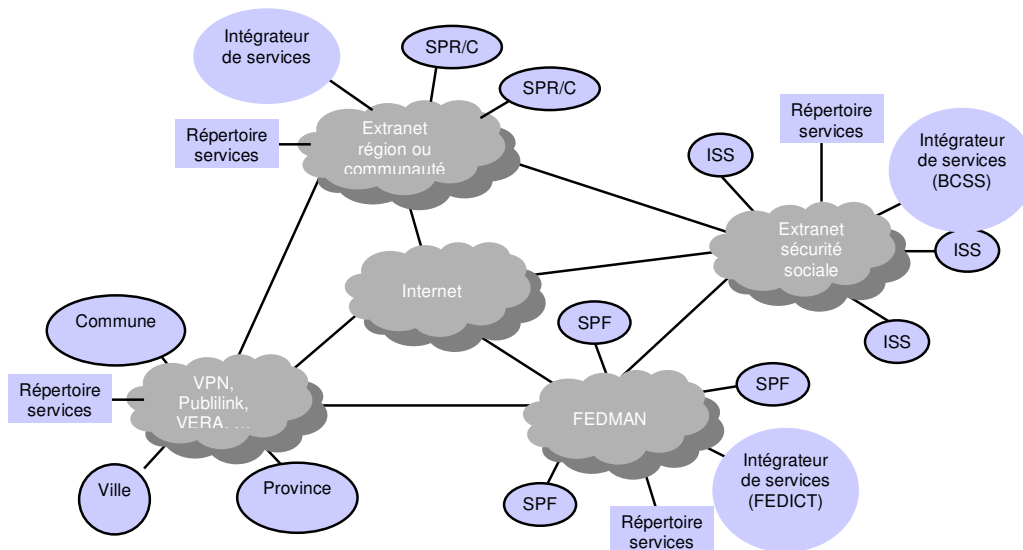 Intégrateur
de services
SPR/C
SPR/C
Répertoire
services
Extranet
région ou
communauté
Répertoire
services
Intégrateur
de services
(BCSS)
ISS
Extranet
sécurité
sociale
ISS
ISS
Internet
Commune
SPF
Répertoire
services
VPN,
Publilink,
VERA, …
SPF
FEDMAN
Ville
Province
SPF
Intégrateur
de services
(FEDICT)
Répertoire
services